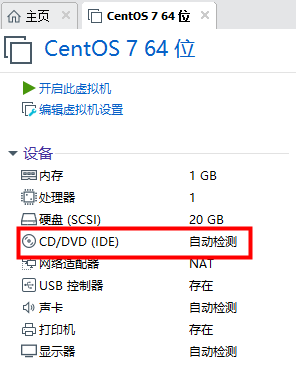 主页 CentOS 7 64 位
CentOS 7 64 位
开启此虚拟机
编辑虚拟机设置
设备
内存 1 GB
处理器 1
硬盘 (SCSI) 20 GB
CD/DVD (IDE) 自动检测
网络适配器 NAT
USB 控制器 存在
声卡 自动检测
打印机 存在
显示器 自动检测